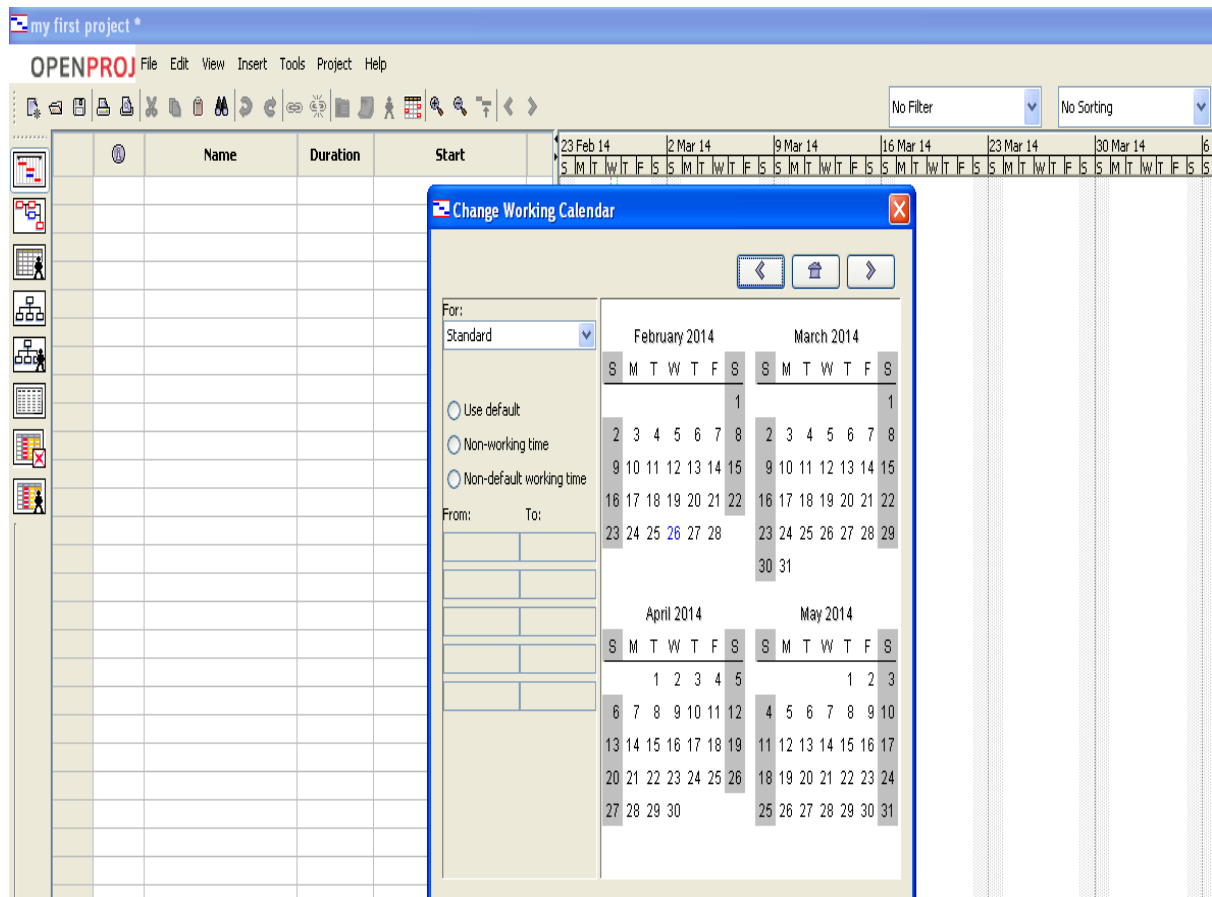 my first project *
OPENPROJ File Edit View Insert Tools Project Help
No Filter No Sorting
Name Duration Start
23 Feb 14 2 Mar 14 9 Mar 14 16 Mar 14 23 Mar 14 30 Mar 14 6
S M T W T F S S M T W T F S S M T W T F S S M T W T F S S M T W T F S S M T W T F S S
Change Working Calendar
For:
Standard
Use default
Non-working time
Non-default working time
From: To:
February 2014
S M T W T F S
1
2 3 4 5 6 7 8
9 10 11 12 13 14 15
16 17 18 19 20 21 22
23 24 25 26 27 28
March 2014
S M T W T F S
1
2 3 4 5 6 7 8
9 10 11 12 13 14 15
16 17 18 19 20 21 22
23 24 25 26 27 28 29
30 31
April 2014
S M T W T F S
1 2 3 4 5
6 7 8 9 10 11 12
13 14 15 16 17 18 19
20 21 22 23 24 25 26
27 28 29 30
May 2014
S M T W T F S
1 2 3
4 5 6 7 8 9 10
11 12 13 14 15 16 17
18 19 20 21 22 23 24
25 26 27 28 29 30 31